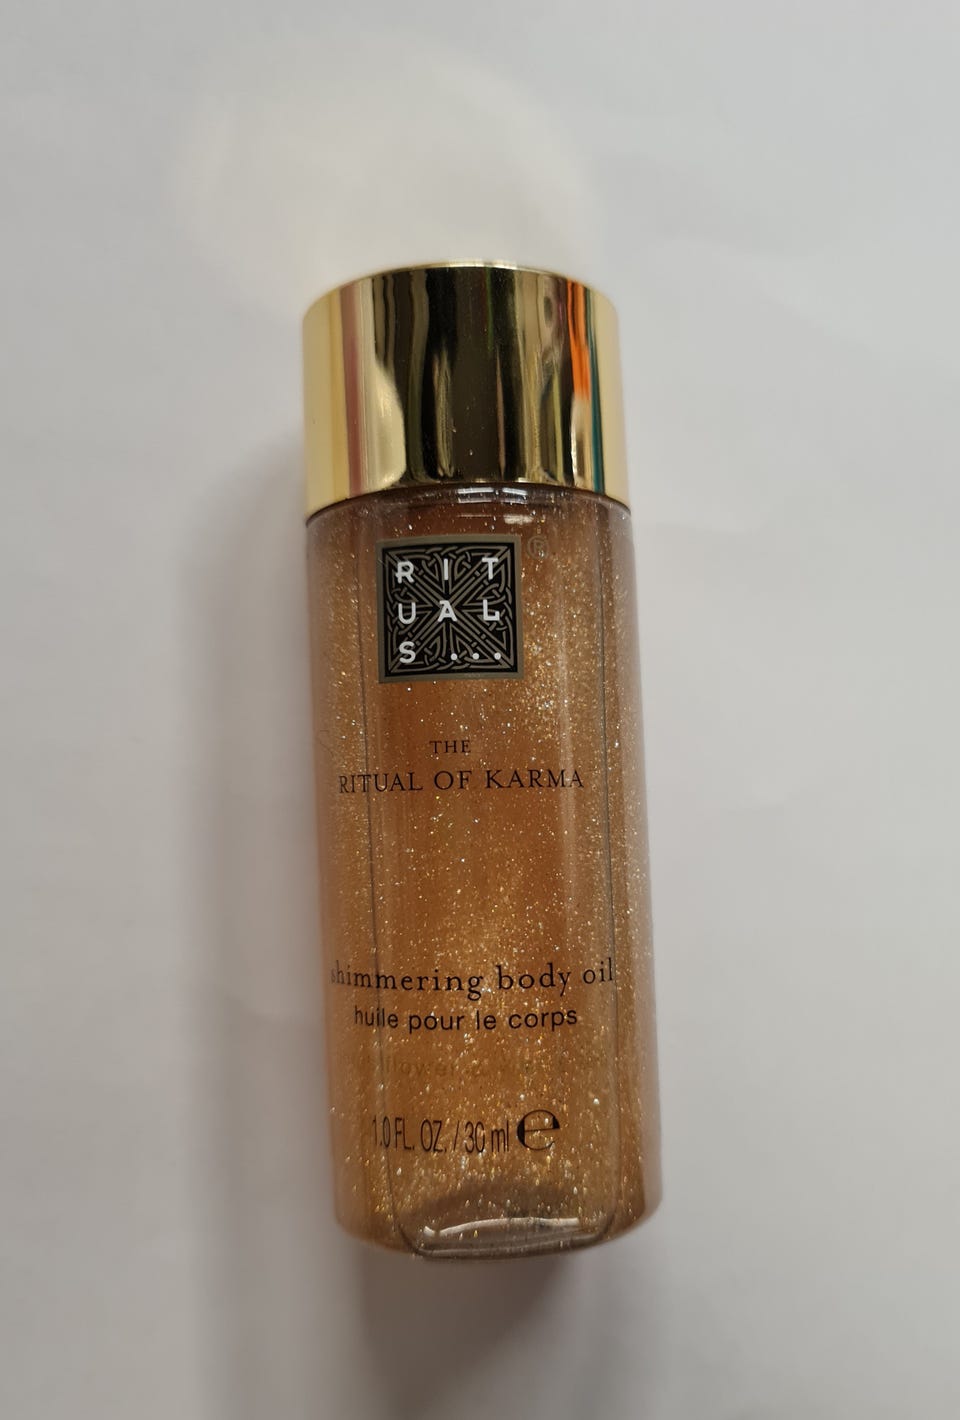 RIT
UAL
S...
®
THE
RITUAL OF KARMA
shimmering body oil
huile pour le corps
flower
1.0 FL. OZ. / 30 ml ℮